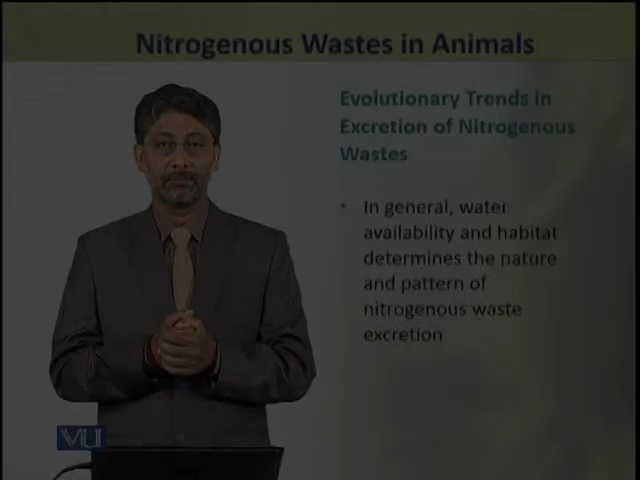 Nitrogenous Wastes in Animals
Evolutionary Trends in
Excretion of Nitrogenous
Wastes
• In general, water
availability and habitat
determines the nature
and pattern of
nitrogenous waste
excretion
VU